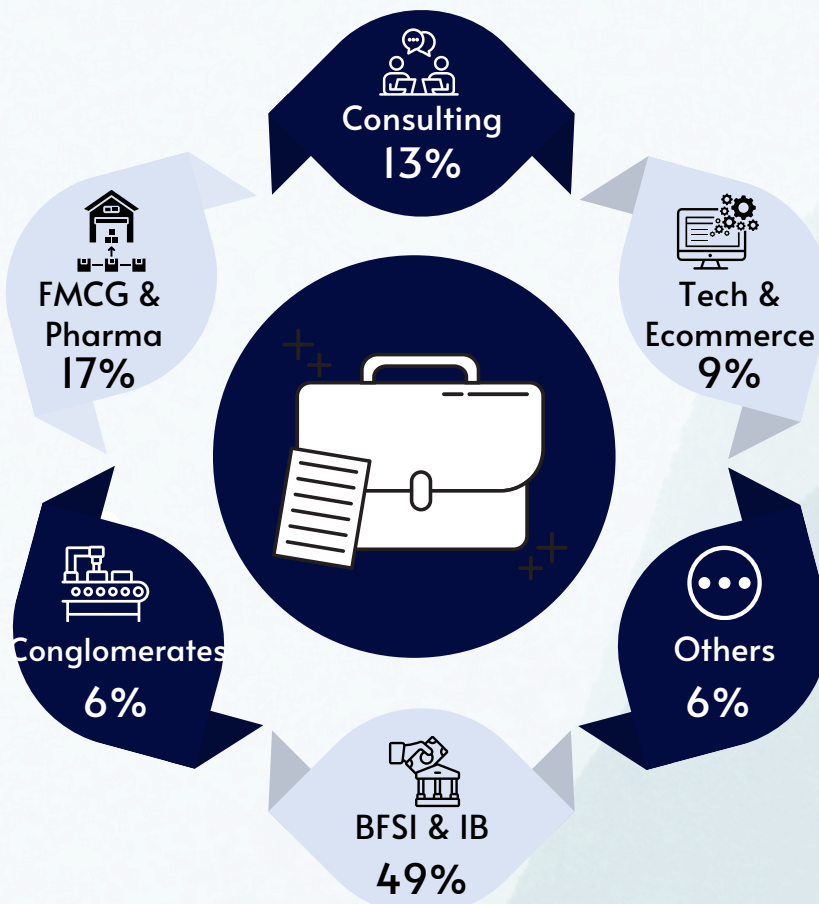 Consulting
13%
Tech &
Ecommerce
9%
Others
6%
BFSI & IB
49%
Conglomerates
6%
FMCG &
Pharma
17%